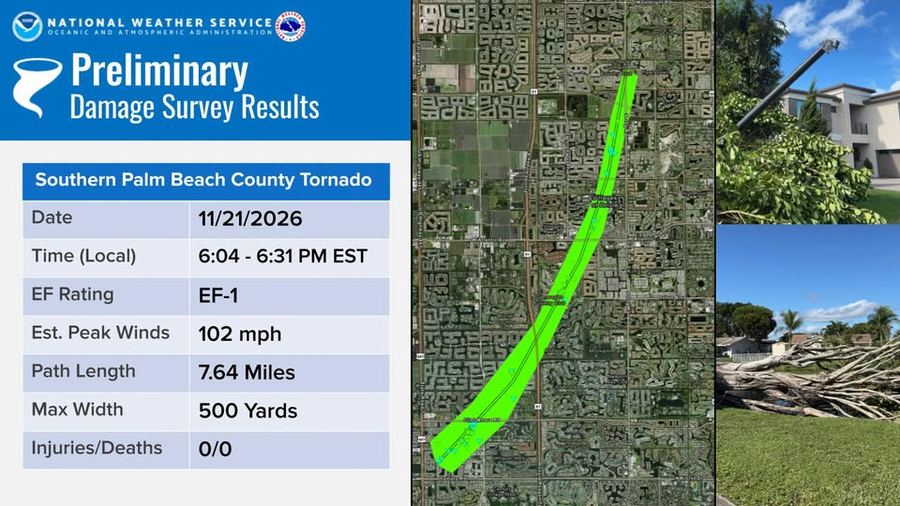 NATIONAL WEATHER SERVICE
OCEANIC AND ATMOSPHERIC ADMINISTRATION
Preliminary
Damage Survey Results
Southern Palm Beach County Tornado
Date 11/21/2026
Time (Local) 6:04 - 6:31 PM EST
EF Rating EF-1
Est. Peak Winds 102 mph
Path Length 7.64 Miles
Max Width 500 Yards
Injuries/Deaths 0/0